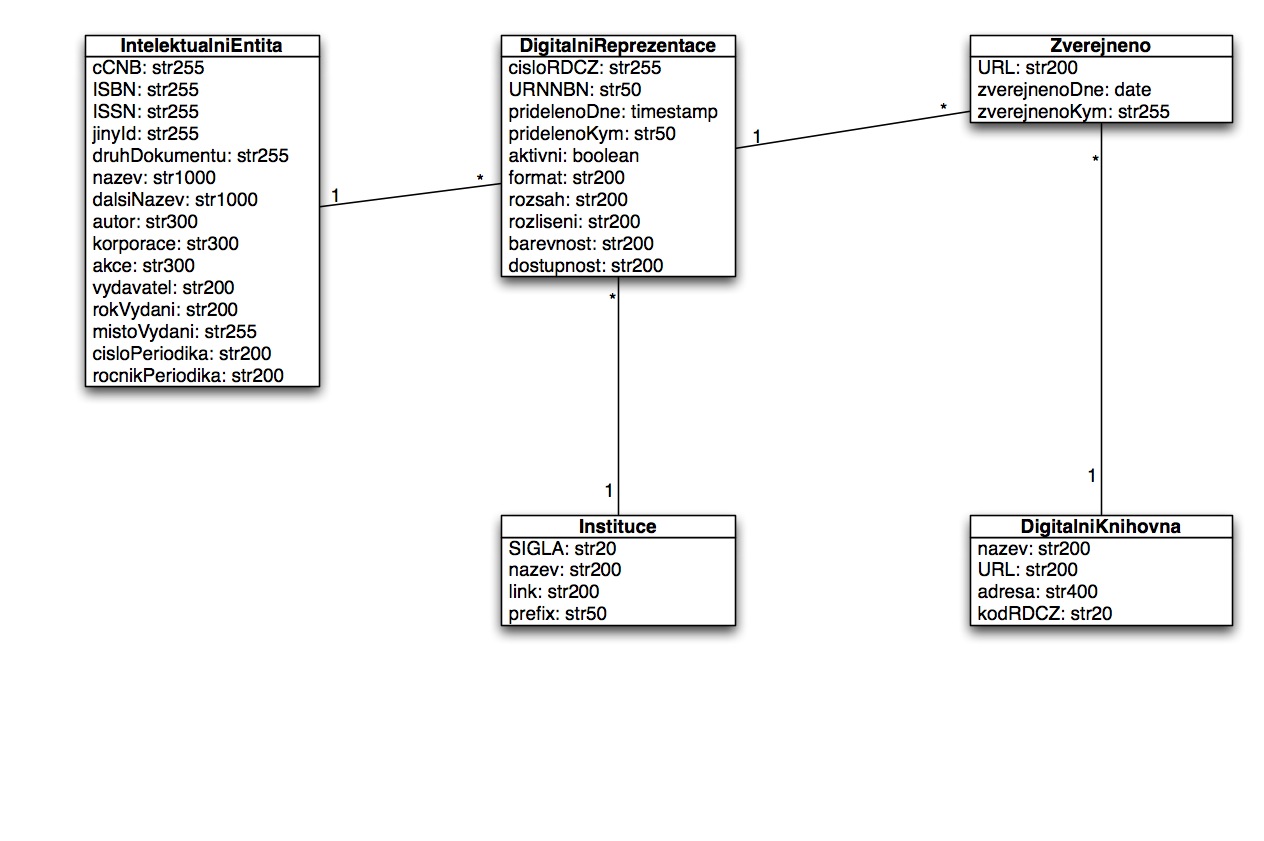 IntelektualniEntita
cCNB: str255
ISBN: str255
ISSN: str255
jinyId: str255
druhDokumentu: str255
nazev: str1000
dalsiNazev: str1000
autor: str300
korporace: str300
akce: str300
vydavatel: str200
rokVydani: str200
mistoVydani: str255
cisloPeriodika: str200
rocnikPeriodika: str200
1
*
DigitalniReprezentace
cisloRDCZ: str255
URNNBN: str50
pridelenoDne: timestamp
pridelenoKym: str50
aktivni: boolean
format: str200
rozsah: str200
rozliseni: str200
barevnost: str200
dostupnost: str200
1
*
Zverejneno
URL: str200
zverejnenoDne: date
zverejnenoKym: str255
*
1
*
1
Instituce
SIGLA: str20
nazev: str200
link: str200
prefix: str50
DigitalniKnihovna
nazev: str200
URL: str200
adresa: str400
kodRDCZ: str20